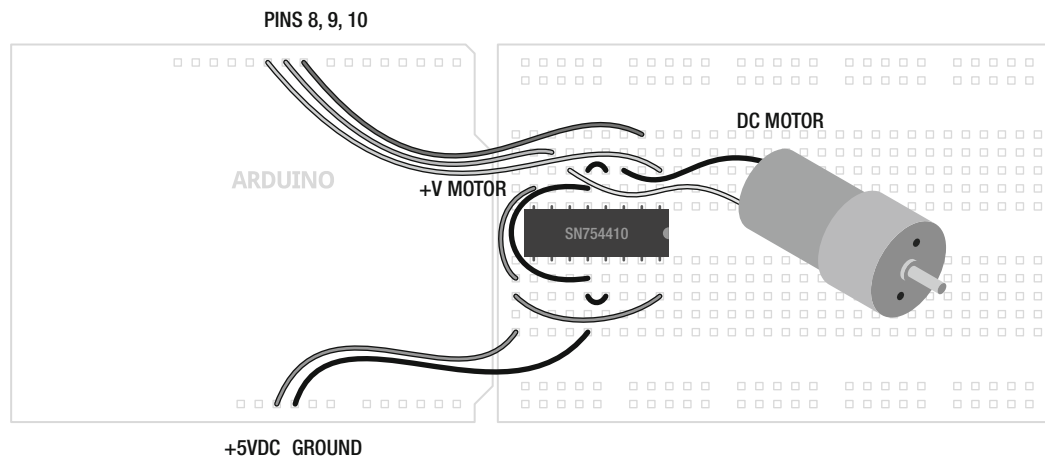 PINS 8, 9, 10
DC MOTOR
ARDUINO
+V MOTOR
SN754410
+5VDC GROUND